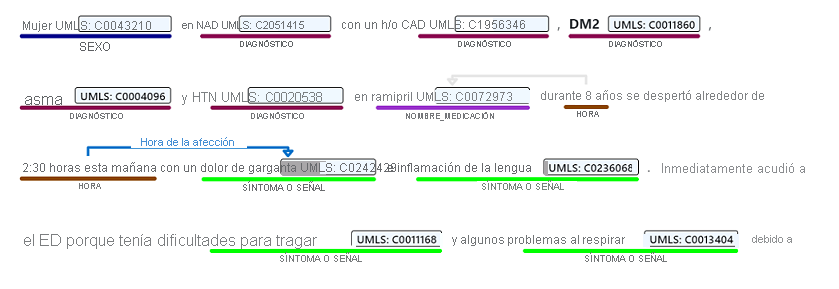 Mujer UMLS: C0043210 en NAD UMLS: C2051415 con un h/o CAD UMLS: C1956346 , DM2 UMLS: C0011860 ,
SEXO DIAGNÓSTICO DIAGNÓSTICO DIAGNÓSTICO
asma UMLS: C0004096 y HTN UMLS: C0020538 en ramipril UMLS: C0072973 durante 8 años se despertó alrededor de
DIAGNÓSTICO DIAGNÓSTICO NOMBRE_MEDICACIÓN HORA
Hora de la afección
2:30 horas esta mañana con un dolor de garganta UMLS: C0242429 e inflamación de la lengua UMLS: C0236068 . Inmediatamente acudió a
HORA SÍNTOMA O SEÑAL SÍNTOMA O SEÑAL
el ED porque tenía dificultades para tragar UMLS: C0011168 y algunos problemas al respirar UMLS: C0013404 debido a
SÍNTOMA O SEÑAL SÍNTOMA O SEÑAL